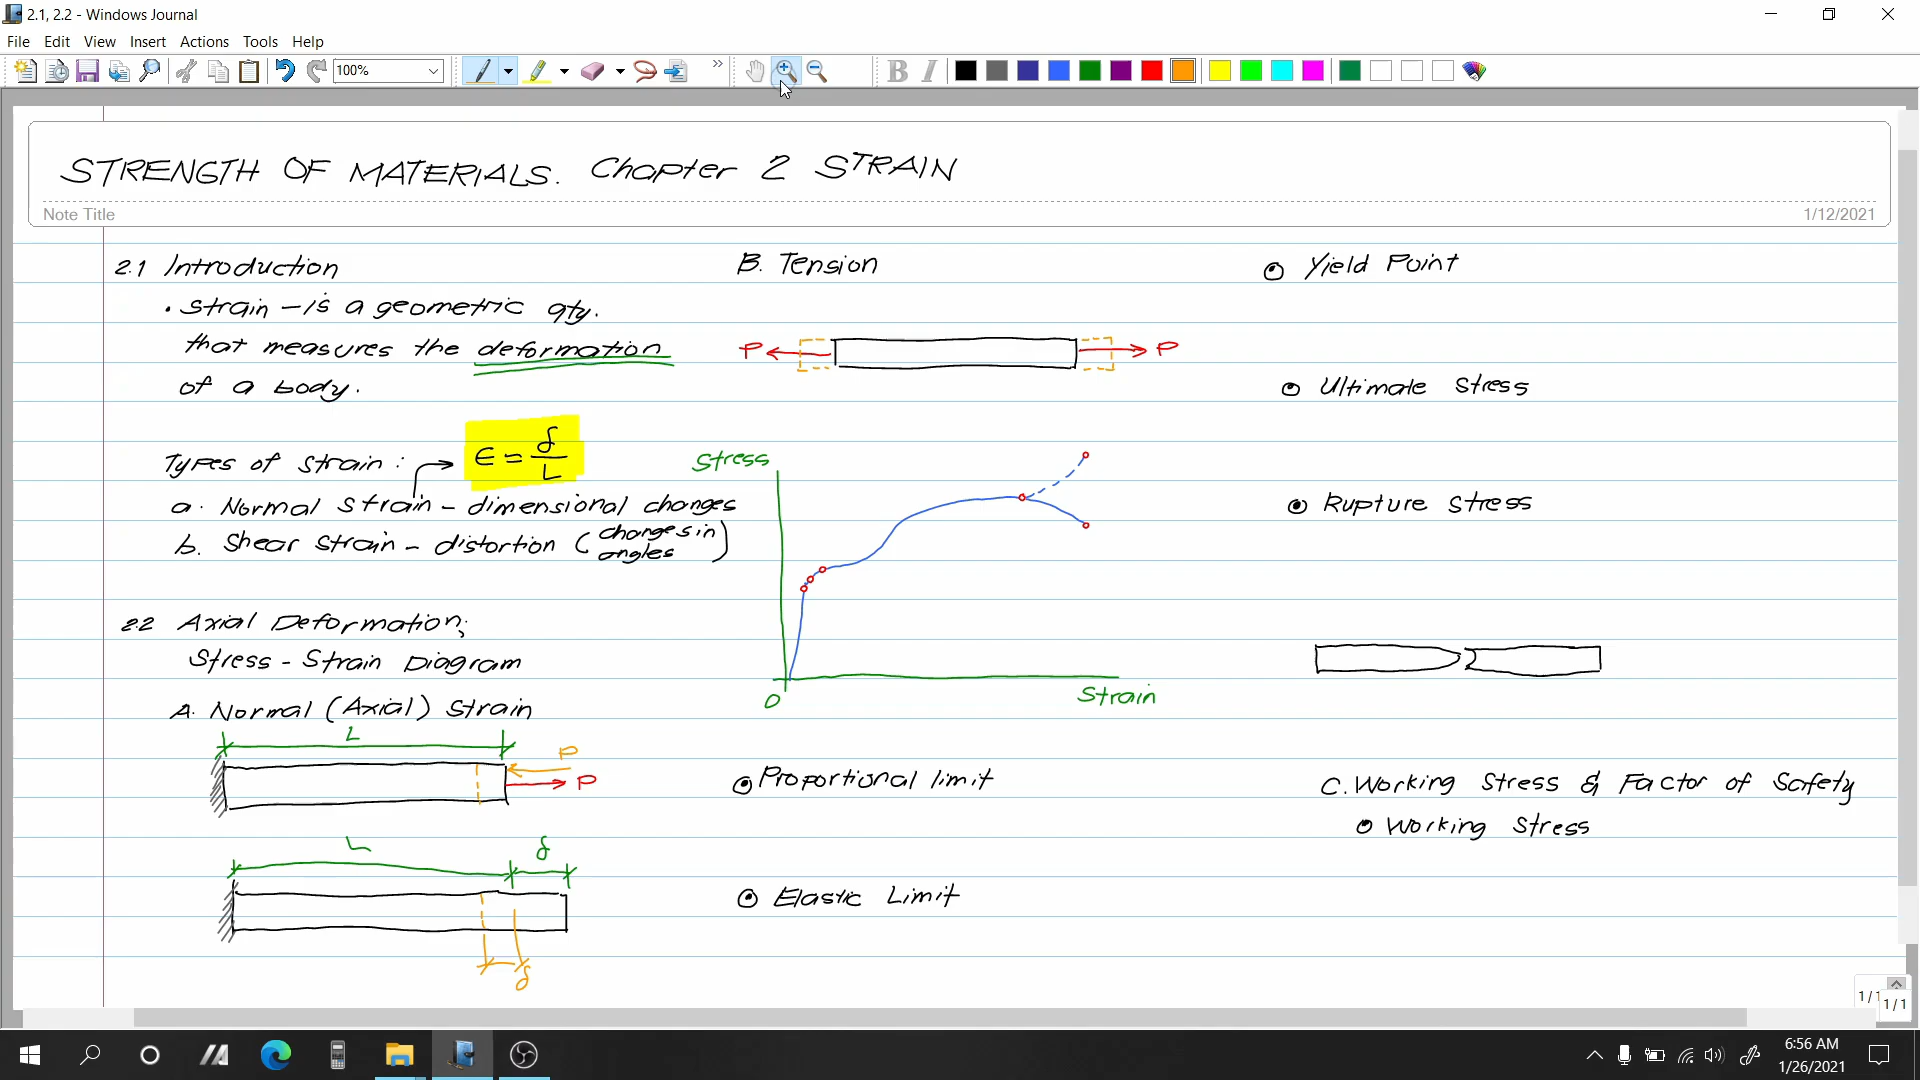 2.1, 2.2 - Windows Journal
File Edit View Insert Actions Tools Help
100%
STRENGTH OF MATERIALS. Chapter 2 STRAIN
Note Title
1/12/2021
2.1 Introduction
• Strain - is a geometric qty.
that measures the deformation
of a body.
Types of Strain :
ϵ = δ/L
a. Normal Strain - dimensional changes
b. Shear Strain - distortion (changes in angles)
2.2 Axial Deformation;
Stress - Strain Diagram
A. Normal (Axial) Strain
L
P
P
L
δ
δ
B. Tension
P
P
Stress
0
Strain
Proportional limit
Elastic Limit
Yield Point
Ultimate Stress
Rupture Stress
C. Working Stress & Factor of Safety
Working Stress
1/1
1/1
6:56 AM
1/26/2021